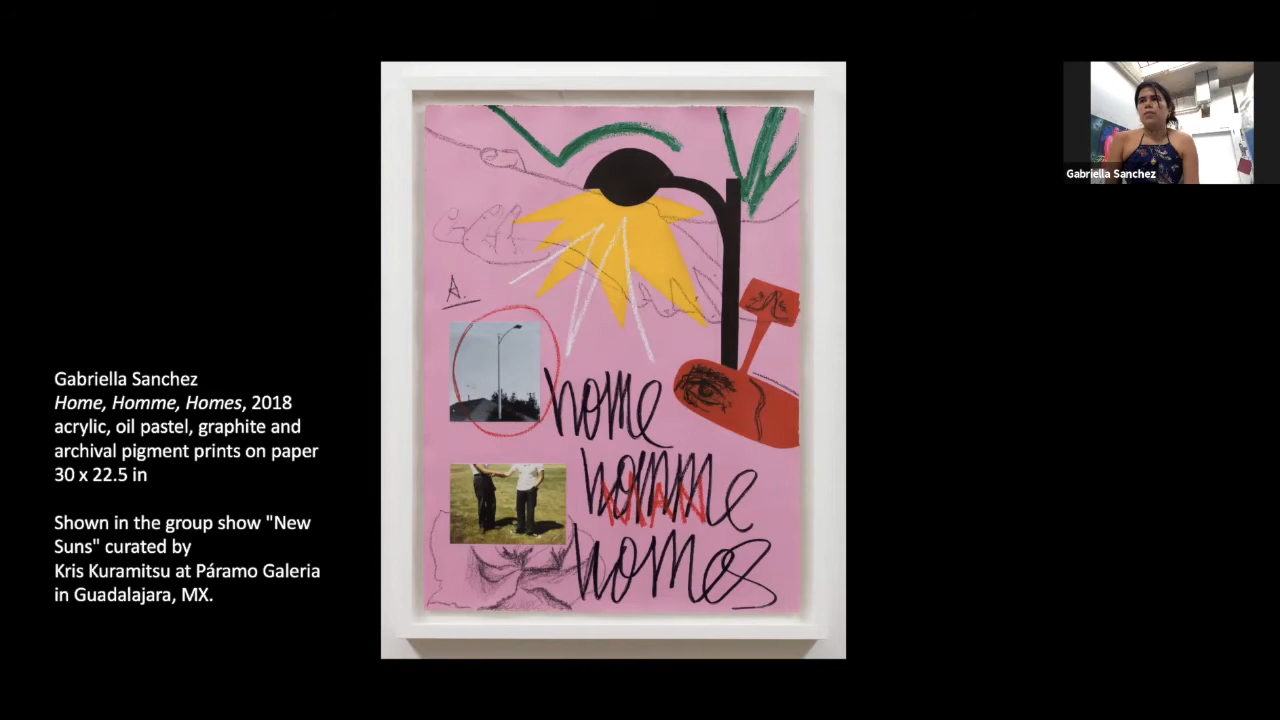 Gabriella Sanchez
Home, Homme, Homes, 2018
acrylic, oil pastel, graphite and
archival pigment prints on paper
30 x 22.5 in
Shown in the group show "New
Suns" curated by
Kris Kuramitsu at Páramo Galeria
in Guadalajara, MX.
A.
home
homme
MAN
homes
Gabriella Sanchez